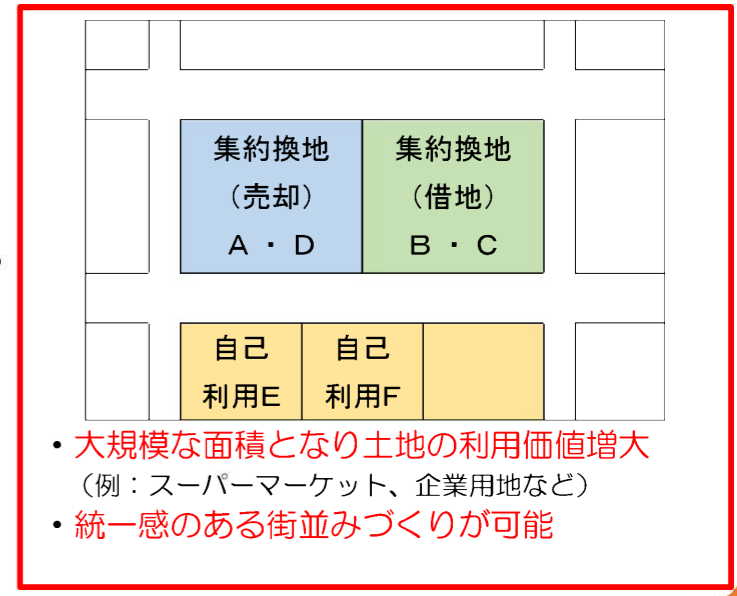 集約換地
（売却）
Ａ・Ｄ
集約換地
（借地）
Ｂ・Ｃ
自己
利用E
自己
利用F
・大規模な面積となり土地の利用価値増大
（例：スーパーマーケット、企業用地など）
・統一感のある街並みづくりが可能